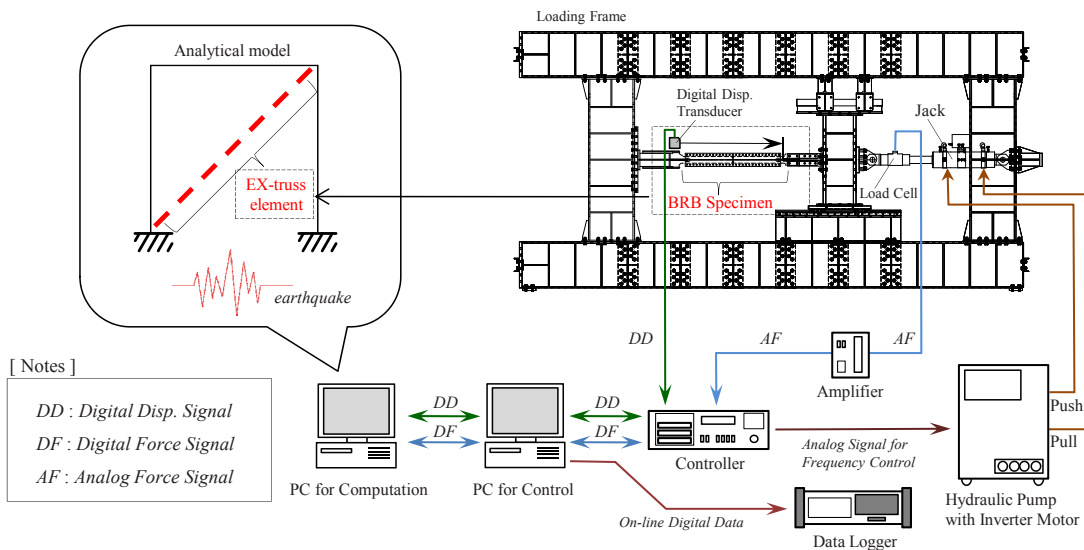 Loading Frame
Analytical model
EX-truss
element
earthquake
Digital Disp.
Transducer
Jack
Load Cell
BRB Specimen
DD
AF
AF
Amplifier
[ Notes ]
DD : Digital Disp. Signal
DF : Digital Force Signal
AF : Analog Force Signal
DD
DF
DD
DF
PC for Computation
PC for Control
Controller
Analog Signal for
Frequency Control
Push
Pull
Hydraulic Pump
with Inverter Motor
On-line Digital Data
Data Logger